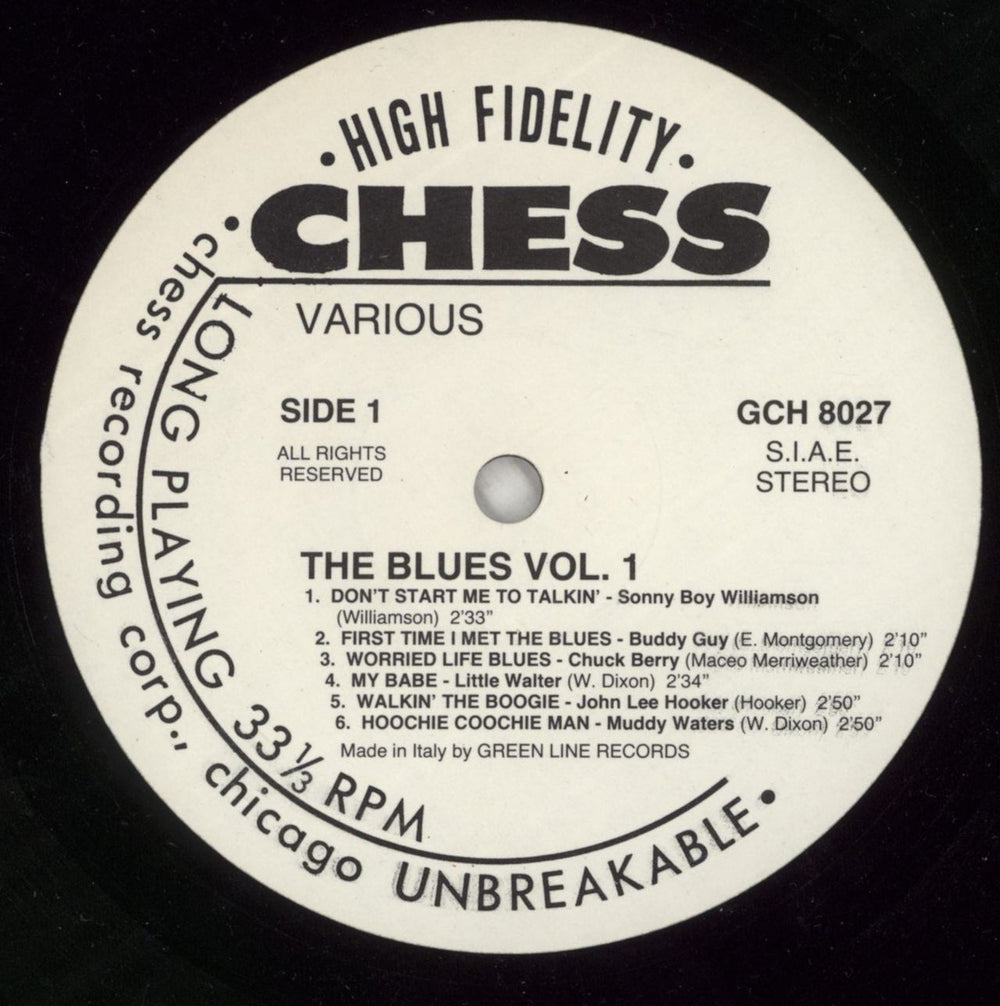 • HIGH FIDELITY •
CHESS
VARIOUS
SIDE 1
ALL RIGHTS
RESERVED
GCH 8027
S.I.A.E.
STEREO
THE BLUES VOL. 1
1. DON'T START ME TO TALKIN' - Sonny Boy Williamson
(Williamson) 2'33"
2. FIRST TIME I MET THE BLUES - Buddy Guy (E. Montgomery) 2'10"
3. WORRIED LIFE BLUES - Chuck Berry (Maceo Merriweather) 2'10"
4. MY BABE - Little Walter (W. Dixon) 2'34"
5. WALKIN' THE BOOGIE - John Lee Hooker (Hooker) 2'50"
6. HOOCHIE COOCHIE MAN - Muddy Waters (W. Dixon) 2'50"
Made in Italy by GREEN LINE RECORDS
LONG PLAYING 33⅓ RPM
• chess recording corp., chicago UNBREAKABLE •